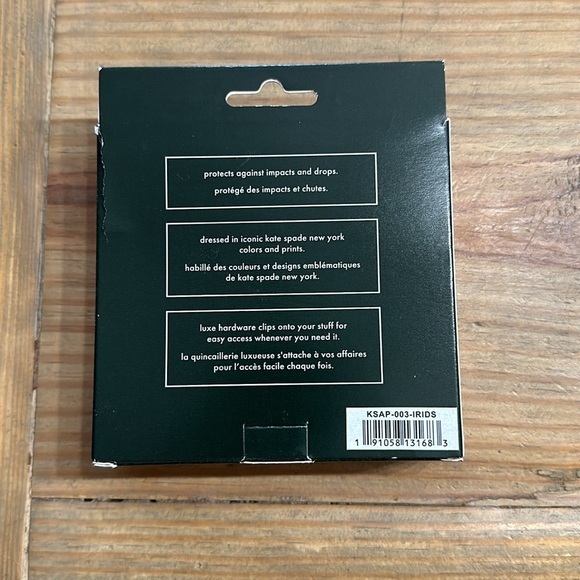 protects against impacts and drops.
protégé des impacts et chutes.
dressed in iconic kate spade new york
colors and prints.
habillé des couleurs et designs emblématiques
de kate spade new york.
luxe hardware clips onto your stuff for
easy access whenever you need it.
la quincaillerie luxueuse s'attache à vos affaires
pour l'accès facile chaque fois.
KSAP-003-IRIDS
1 91058 13168 3